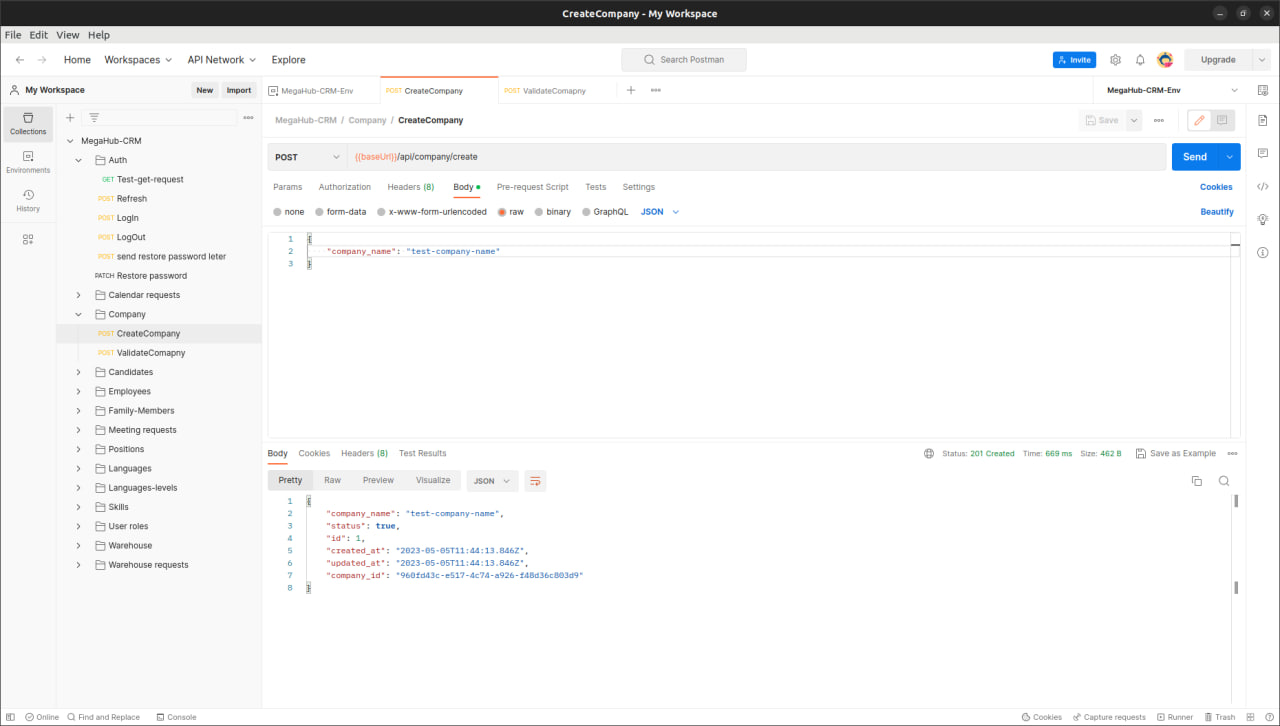 CreateCompany - My Workspace
File Edit View Help
Home Workspaces API Network Explore
Search Postman
Invite
Upgrade
My Workspace
New
Import
MegaHub-CRM-Env
POST CreateCompany
POST ValidateComapny
MegaHub-CRM-Env
Collections
Environments
History
MegaHub-CRM
Auth
GET Test-get-request
POST Refresh
POST LogIn
POST LogOut
POST send restore password leter
PATCH Restore password
Calendar requests
Company
POST CreateCompany
POST ValidateComapny
Candidates
Employees
Family-Members
Meeting requests
Positions
Languages
Languages-levels
Skills
User roles
Warehouse
Warehouse requests
MegaHub-CRM / Company / CreateCompany
Save
POST
{{baseUrl}}/api/company/create
Send
Params Authorization Headers (8) Body Pre-request Script Tests Settings
Cookies
none form-data x-www-form-urlencoded raw binary GraphQL JSON
Beautify
1 {
2 "company_name": "test-company-name"
3 }
Body Cookies Headers (8) Test Results
Status: 201 Created Time: 669 ms Size: 462 B
Save as Example
Pretty Raw Preview Visualize JSON
1 {
2 "company_name": "test-company-name",
3 "status": true,
4 "id": 1,
5 "created_at": "2023-05-05T11:44:13.846Z",
6 "updated_at": "2023-05-05T11:44:13.846Z",
7 "company_id": "960fd43c-e517-4c74-a926-f48d36c803d9"
8 }
Online Find and Replace Console
Cookies Capture requests Runner Trash